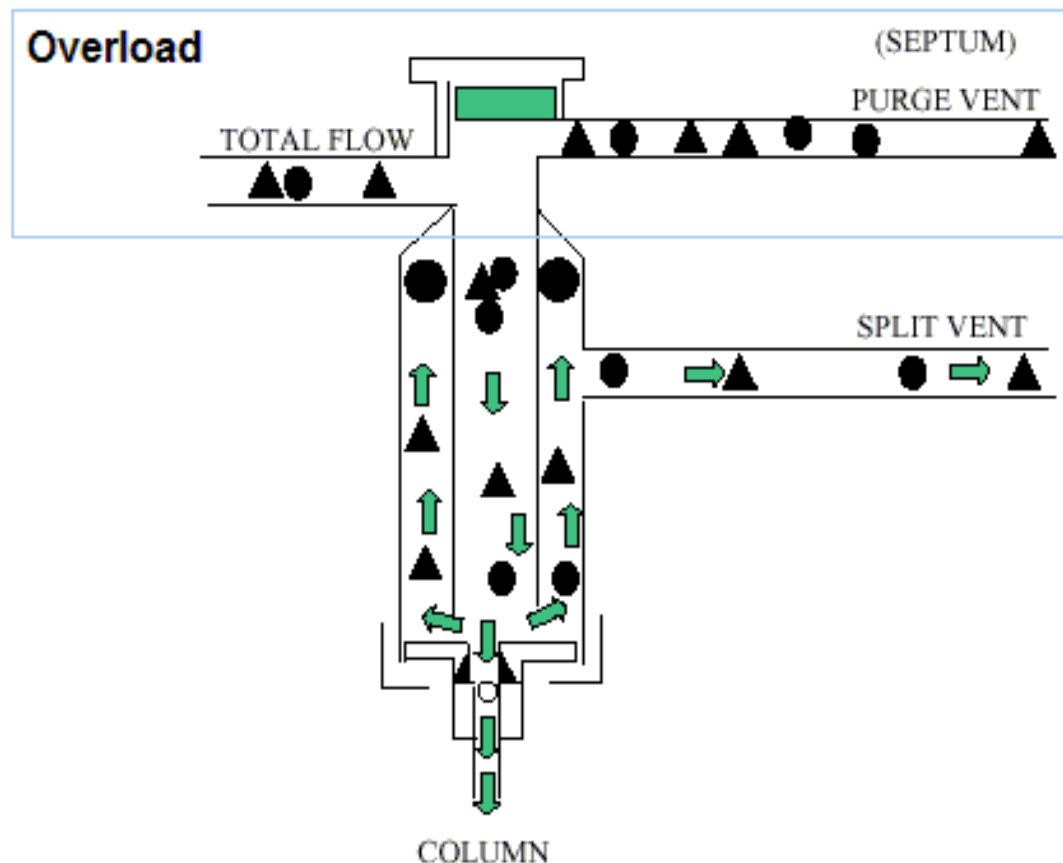 Overload
(SEPTUM)
PURGE VENT
TOTAL FLOW
SPLIT VENT
COLUMN